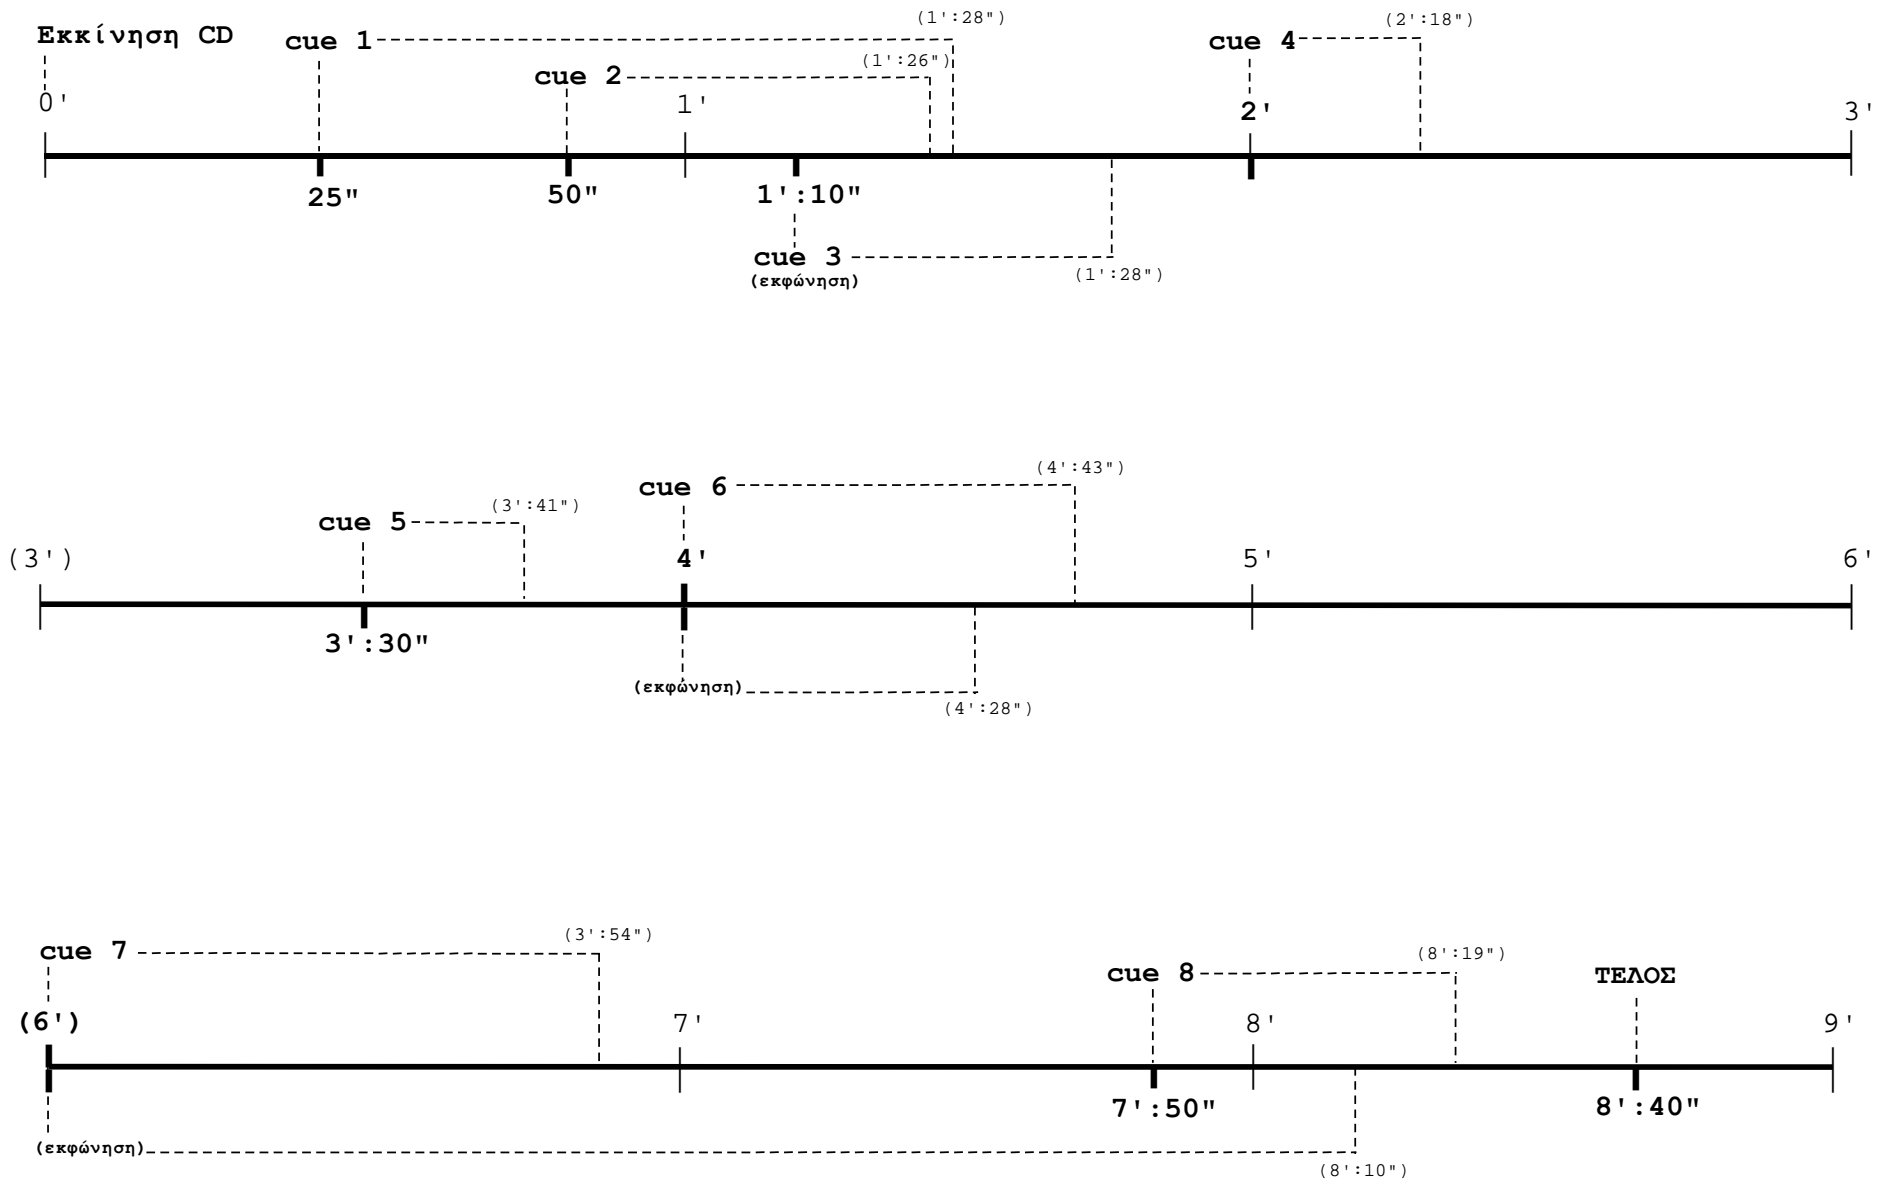 (1':28") (2':18")
Εκκίνηση CD cue 1 cue 4
(1':26")
cue 2
0' 1' 2' 3'
25" 50" 1':10"
cue 3
(εκφώνηση) (1':28")
(4':43")
cue 6
(3':41")
cue 5
(3') 4' 5' 6'
3':30"
(εκφώνηση)
(4':28")
(3':54")
cue 7 (8':19")
cue 8 ΤΕΛΟΣ
(6') 7' 8' 9'
7':50" 8':40"
(εκφώνηση)
(8':10")